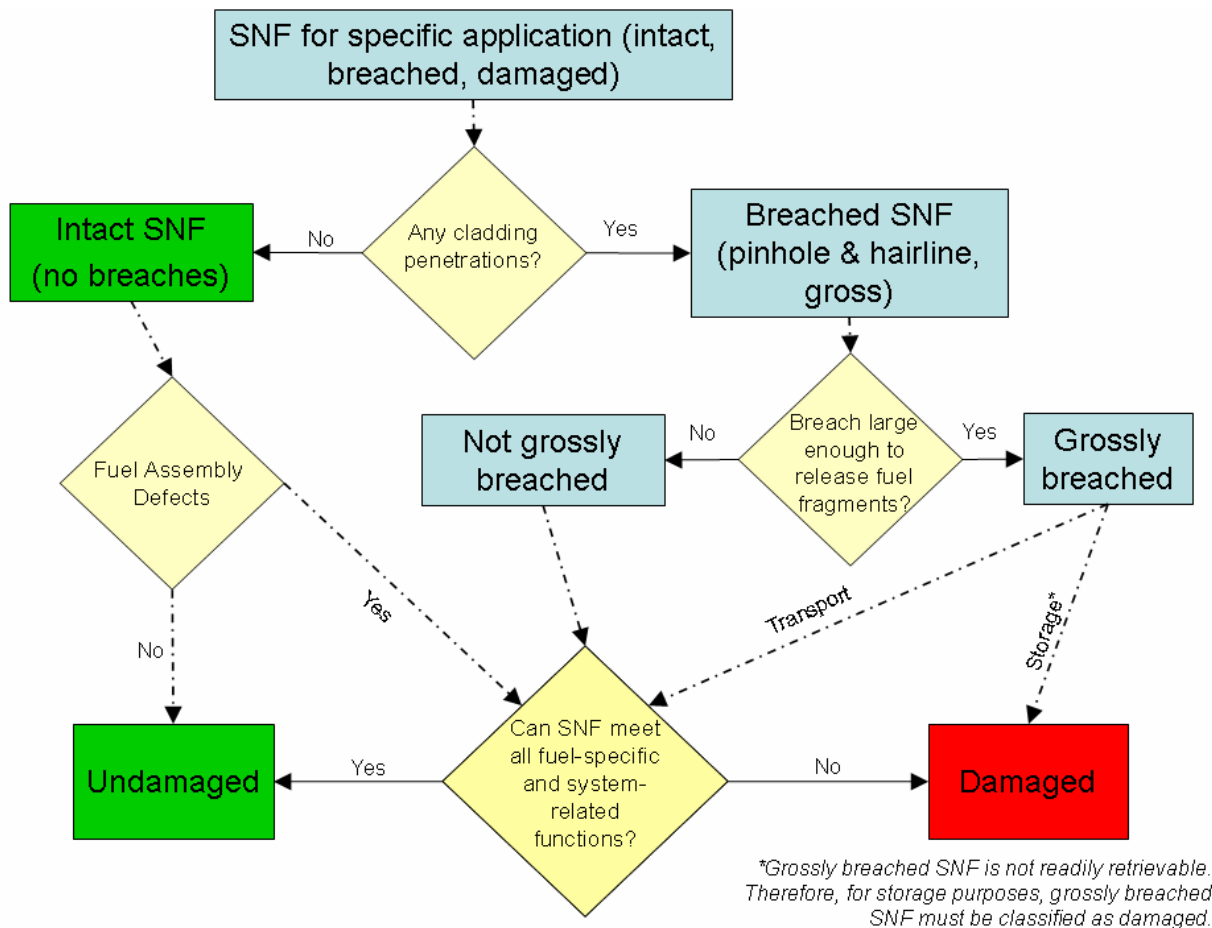 SNF for specific application (intact,
breached, damaged)
Any cladding
penetrations?
No
Yes
Intact SNF
(no breaches)
Breached SNF
(pinhole & hairline,
gross)
Fuel Assembly
Defects
Not grossly
breached
No
Breach large
enough to
release fuel
fragments?
Yes
Grossly
breached
Yes
Transport
Storage*
No
Undamaged
Yes
Can SNF meet
all fuel-specific
and system-
related
functions?
No
Damaged
*Grossly breached SNF is not readily retrievable.
Therefore, for storage purposes, grossly breached
SNF must be classified as damaged.